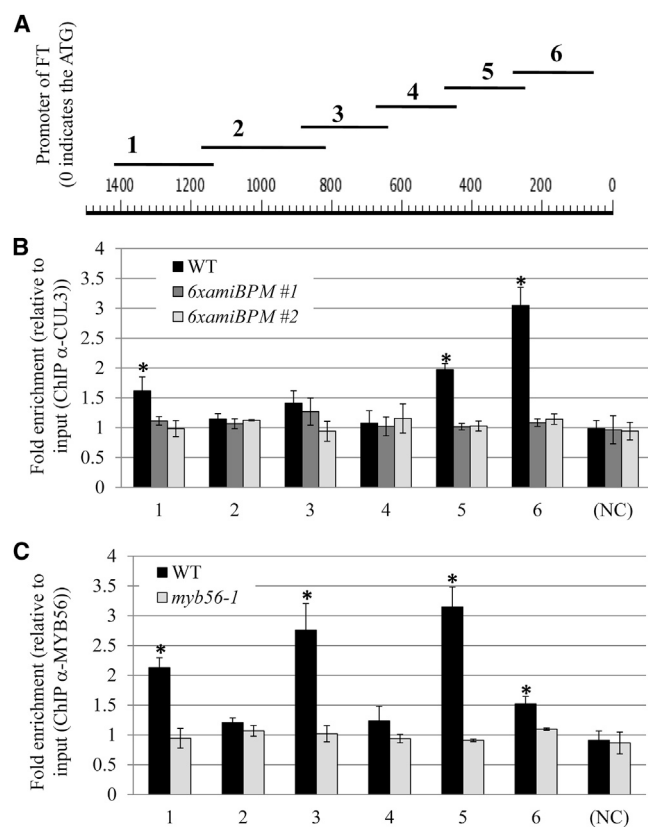 A
Promoter of FT
(0 indicates the ATG)
1
2
3
4
5
6
1400
1200
1000
800
600
400
200
0
B
Fold enrichment (relative to
input (ChIP α-CUL3))
4
3.5
3
2.5
2
1.5
1
0.5
0
WT
6xamiBPM #1
6xamiBPM #2
*
*
*
1 2 3 4 5 6 (NC)
C
Fold enrichment (relative to
input (ChIP α-MYB56))
4
3.5
3
2.5
2
1.5
1
0.5
0
WT
myb56-1
*
*
*
*
1 2 3 4 5 6 (NC)